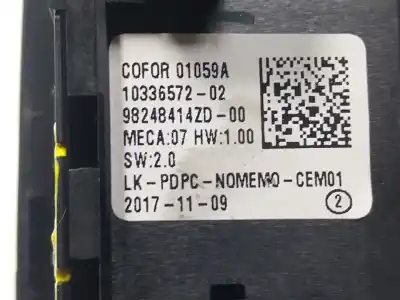 COFOR 01059A
10336572-02
98248414ZD-00
MECA:07 HW:1.00
SW:2.0
LK-PDPC-NOMEMO-CEM01
2017-11-09
2